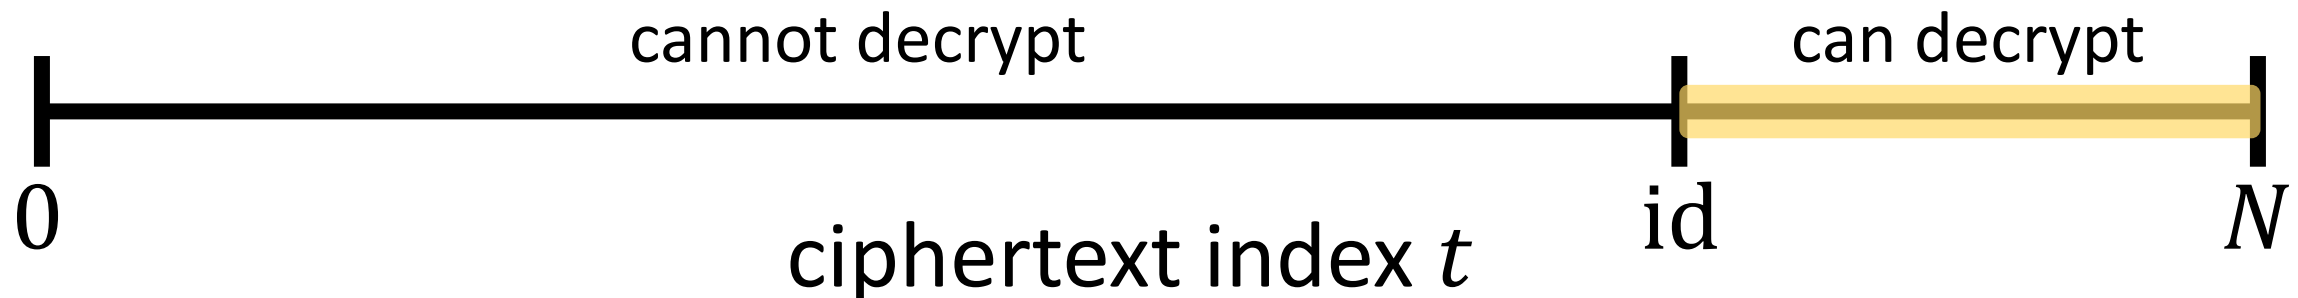 cannot decrypt can decrypt
0 id N
ciphertext index t